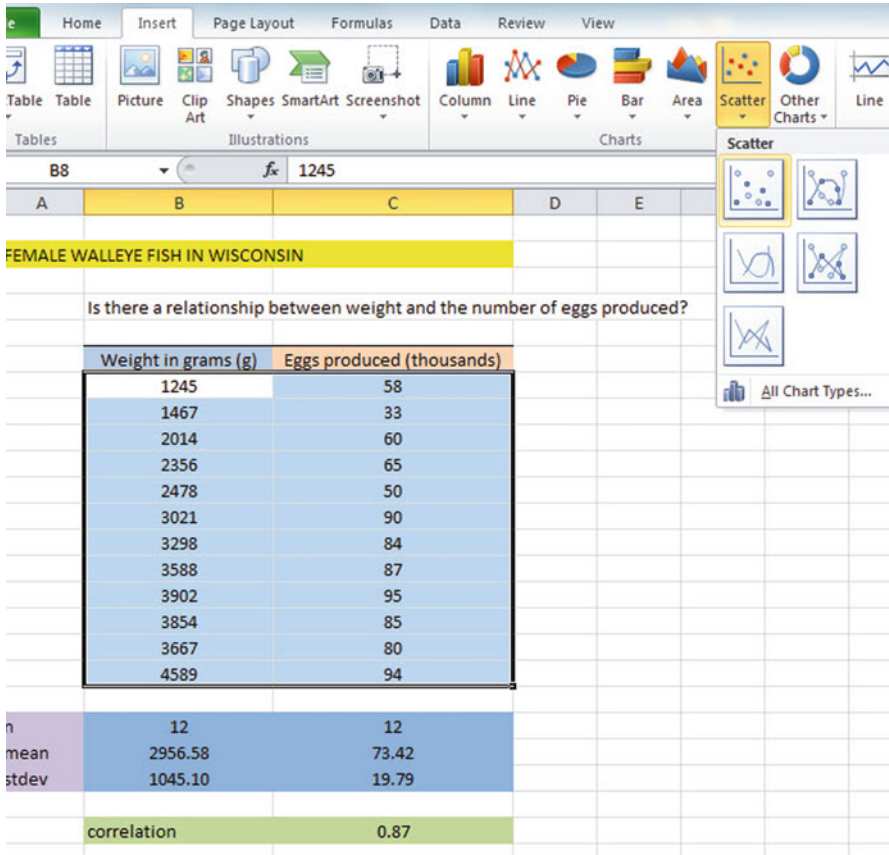 e Home Insert Page Layout Formulas Data Review View
Table Table Picture Clip Art Shapes SmartArt Screenshot Column Line Pie Bar Area Scatter Other Charts Line
Tables Illustrations Charts
Scatter
B8 fx 1245
A B C D E
FEMALE WALLEYE FISH IN WISCONSIN
Is there a relationship between weight and the number of eggs produced?
Weight in grams (g) Eggs produced (thousands)
All Chart Types...
1245 58
1467 33
2014 60
2356 65
2478 50
3021 90
3298 84
3588 87
3902 95
3854 85
3667 80
4589 94
n 12 12
mean 2956.58 73.42
stdev 1045.10 19.79
correlation 0.87